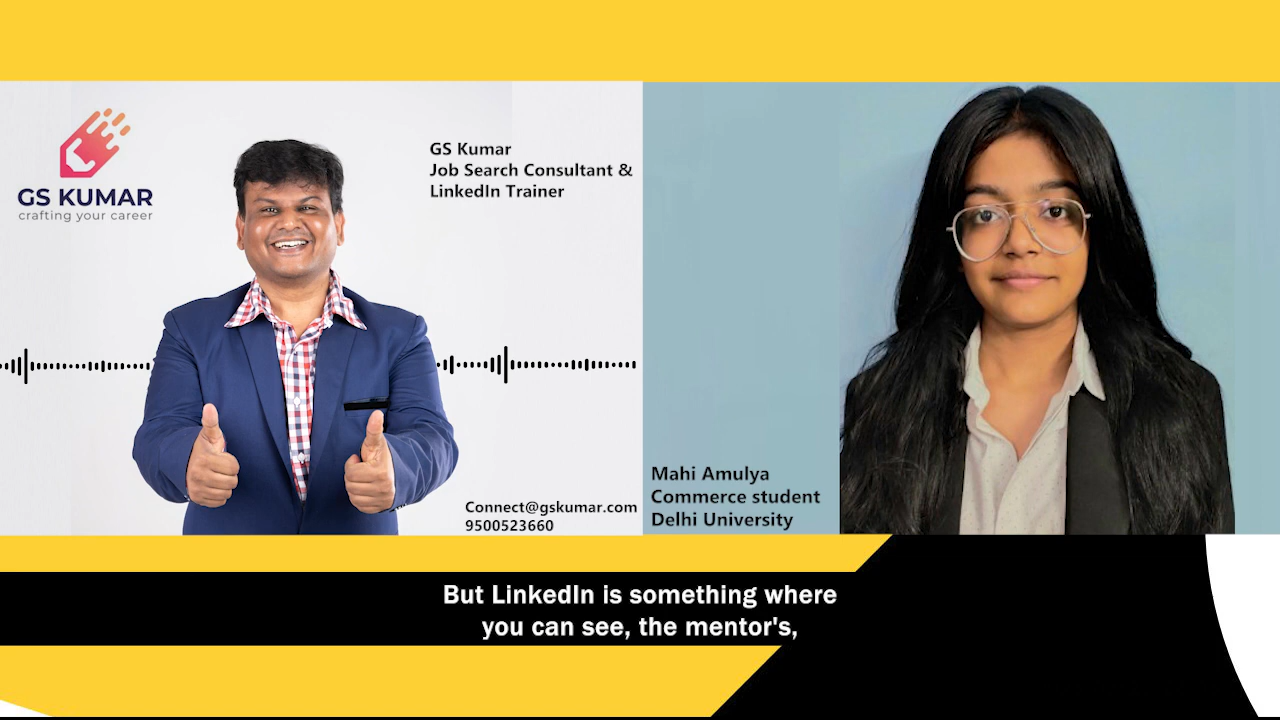 GS KUMAR
crafting your career
GS Kumar
Job Search Consultant &
LinkedIn Trainer
Connect@gskumar.com
9500523660
Mahi Amulya
Commerce student
Delhi University
But LinkedIn is something where
you can see, the mentor's,